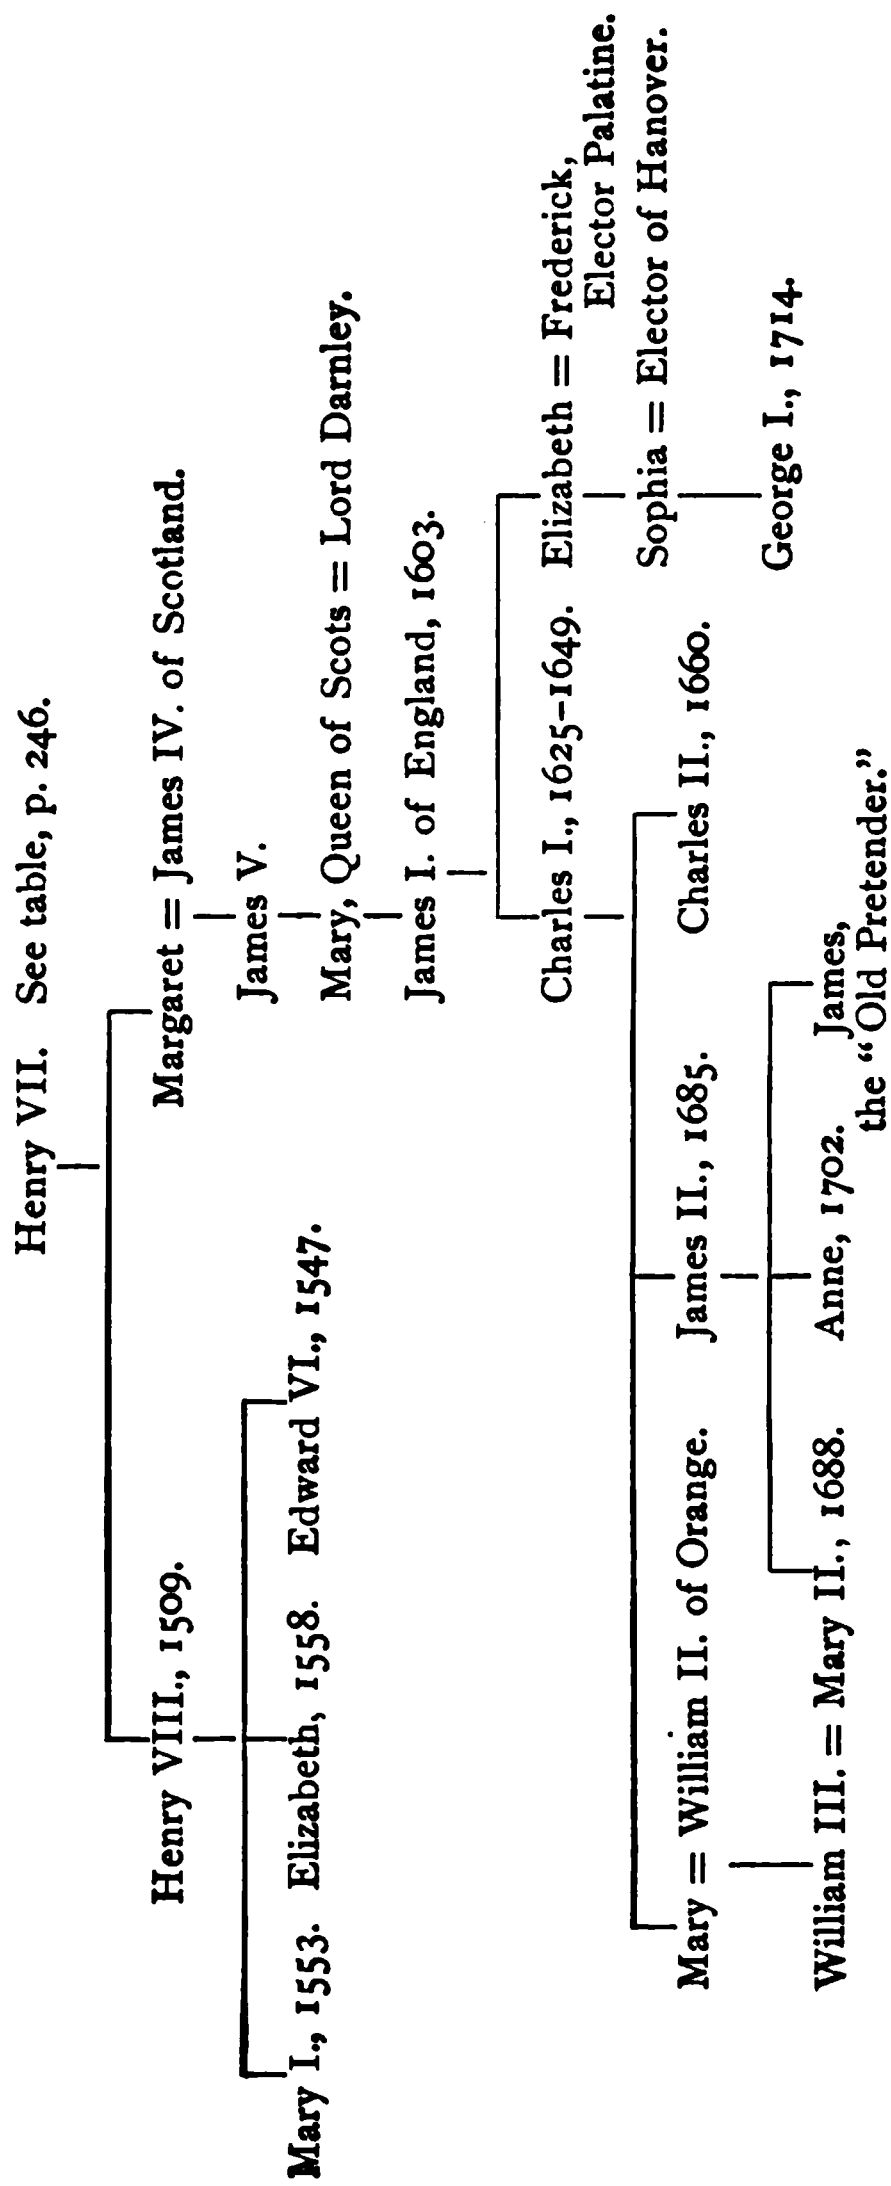 Henry VII. See table, p. 246.
Henry VIII., 1509. Margaret = James IV. of Scotland.
James V.
Mary I., 1553. Elizabeth, 1558. Edward VI., 1547. Mary, Queen of Scots = Lord Darnley.
James I. of England, 1603.
Charles I., 1625–1649. Elizabeth = Frederick,
Elector Palatine.
Sophia = Elector of Hanover.
Mary = William II. of Orange. James II., 1685. Charles II., 1660.
George I., 1714.
William III. = Mary II., 1688. Anne, 1702. James,
the “Old Pretender.”